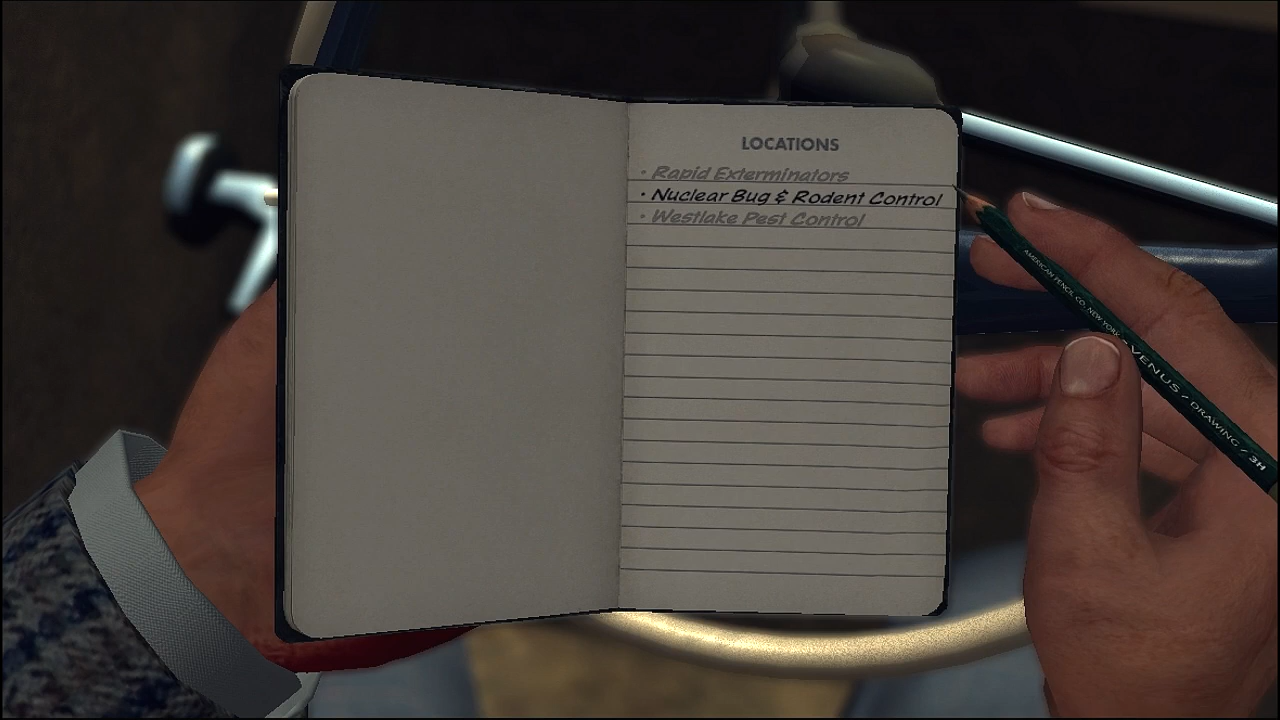 LOCATIONS
· Rapid Exterminators
· Nuclear Bug & Rodent Control
· Westlake Pest Control
AMERICAN PENCIL CO. NEW YORK VENUS / DRAWING / 3H